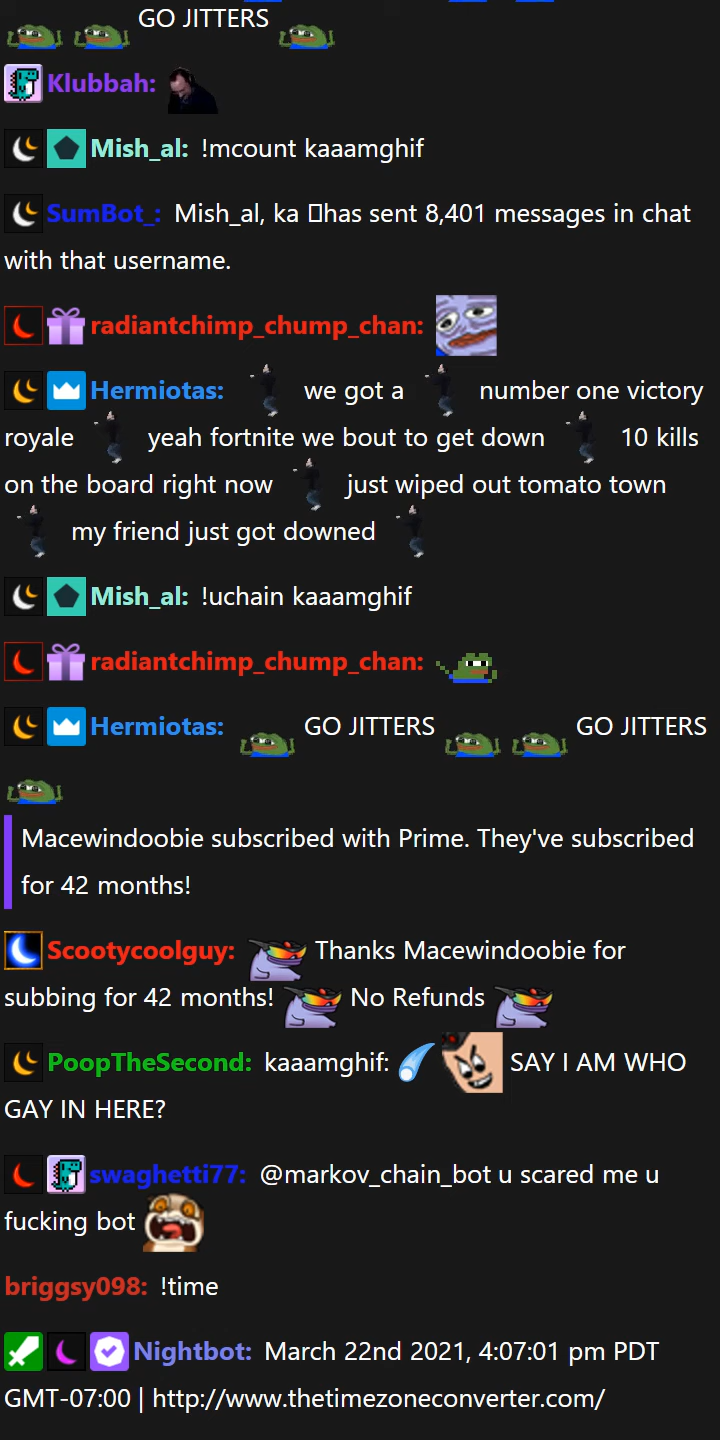 GO JITTERS
Klubbah:
Mish_al: !mcount kaaamghif
SumBot_: Mish_al, ka has sent 8,401 messages in chat
with that username.
radiantchimp_chump_chan:
Hermiotas: we got a number one victory
royale yeah fortnite we bout to get down 10 kills
on the board right now just wiped out tomato town
my friend just got downed
Mish_al: !uchain kaaamghif
radiantchimp_chump_chan:
Hermiotas: GO JITTERS GO JITTERS
Macewindoobie subscribed with Prime. They've subscribed
for 42 months!
Scootycoolguy: Thanks Macewindoobie for
subbing for 42 months! No Refunds
PoopTheSecond: kaaamghif: SAY I AM WHO
GAY IN HERE?
swaghetti77: @markov_chain_bot u scared me u
fucking bot
briggsy098: !time
Nightbot: March 22nd 2021, 4:07:01 pm PDT
GMT-07:00 | http://www.thetimezoneconverter.com/